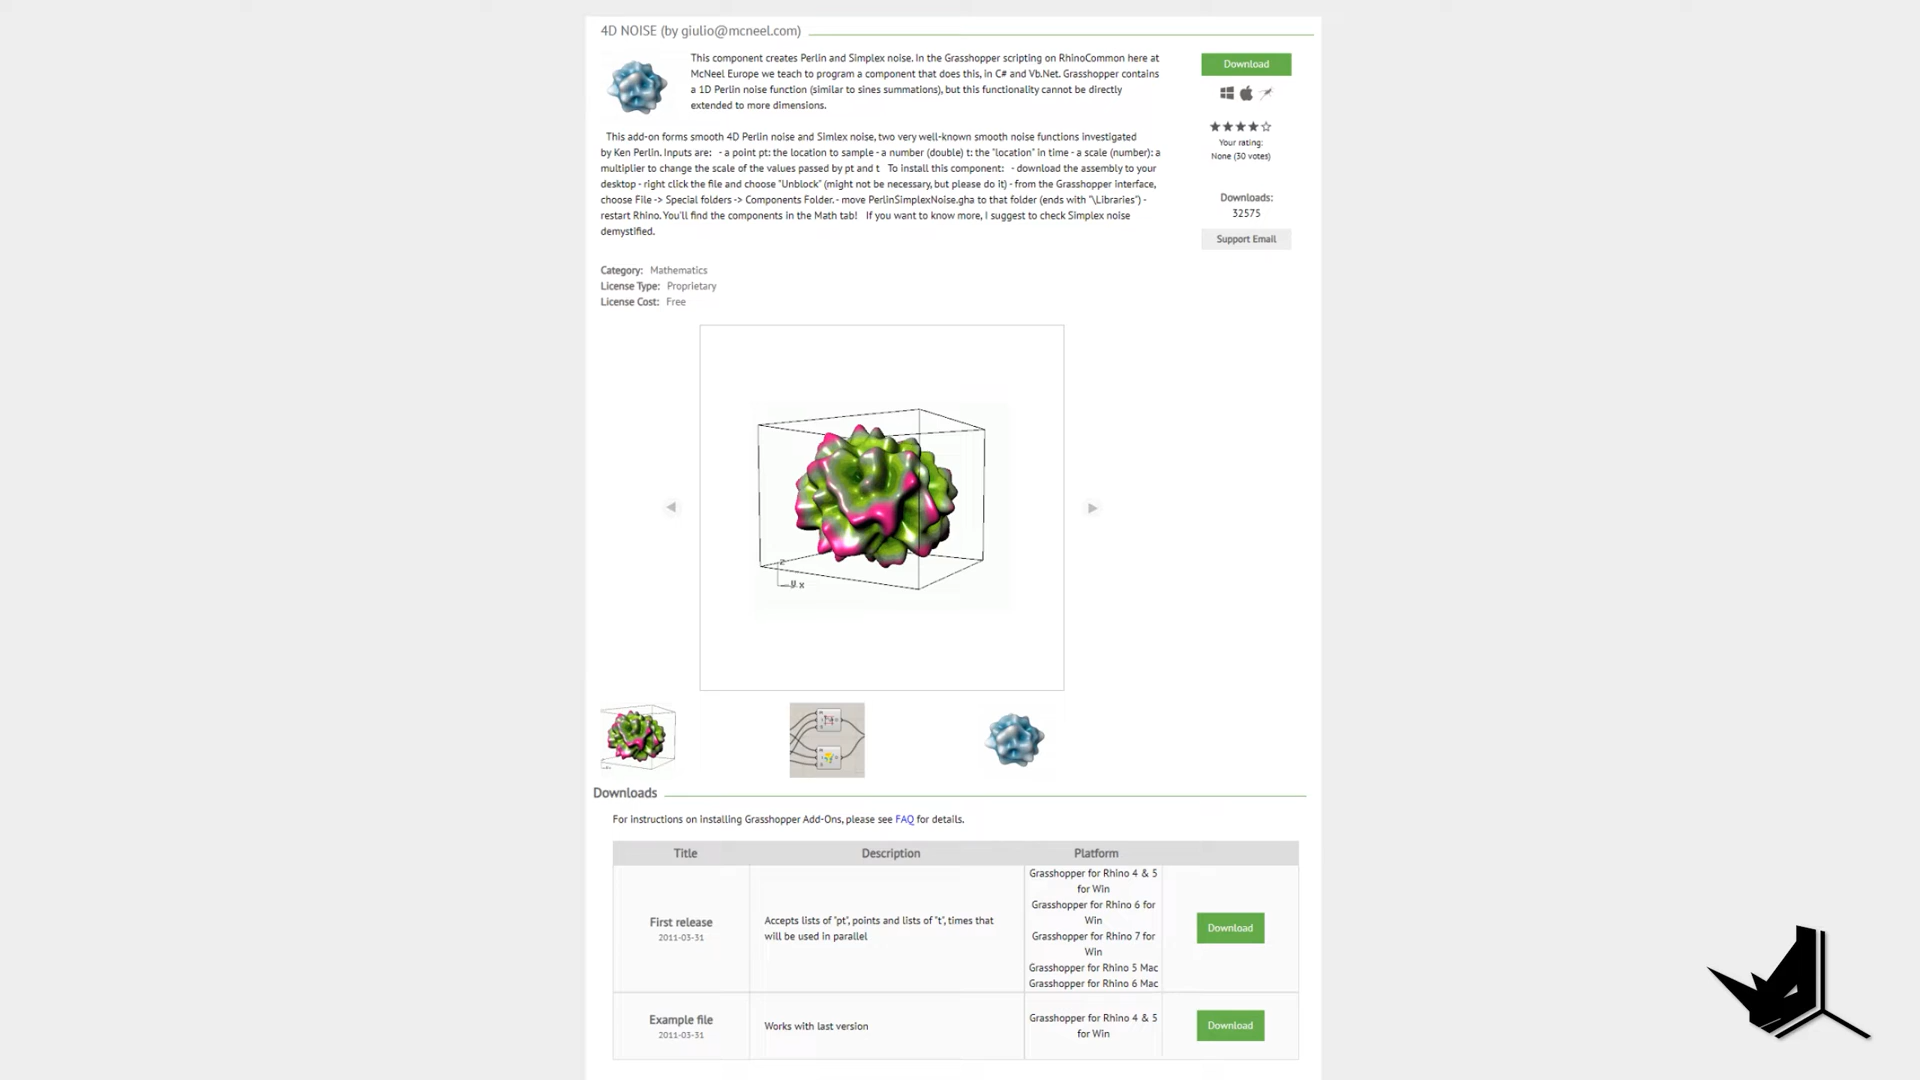 4D NOISE (by giulio@mcneel.com)
This component creates Perlin and Simplex noise. In the Grasshopper scripting on RhinoCommon here at
McNeel Europe we teach to program a component that does this, in C# and Vb.Net. Grasshopper contains
a 1D Perlin noise function (similar to sines summations), but this functionality cannot be directly
extended to more dimensions.
Download
This add-on forms smooth 4D Perlin noise and Simlex noise, two very well-known smooth noise functions investigated
by Ken Perlin. Inputs are: - a point pt: the location to sample - a number (double) t: the "location" in time - a scale (number): a
multiplier to change the scale of the values passed by pt and t To install this component: - download the assembly to your
desktop - right click the file and choose "Unblock" (might not be necessary, but please do it) - from the Grasshopper interface,
choose File -> Special folders -> Components Folder. - move PerlinSimplexNoise.gha to that folder (ends with "\Libraries") -
restart Rhino. You'll find the components in the Math tab! If you want to know more, I suggest to check Simplex noise
demystified.
Your rating:
None (30 votes)
Downloads:
32575
Support Email
Category: Mathematics
License Type: Proprietary
License Cost: Free
z
y x
Downloads
For instructions on installing Grasshopper Add-Ons, please see FAQ for details.
Title Description Platform
First release
2011-03-31
Accepts lists of "pt", points and lists of "t", times that
will be used in parallel
Grasshopper for Rhino 4 & 5
for Win
Grasshopper for Rhino 6 for
Win
Grasshopper for Rhino 7 for
Win
Grasshopper for Rhino 5 Mac
Grasshopper for Rhino 6 Mac
Download
Example file
2011-03-31
Works with last version
Grasshopper for Rhino 4 & 5
for Win
Download